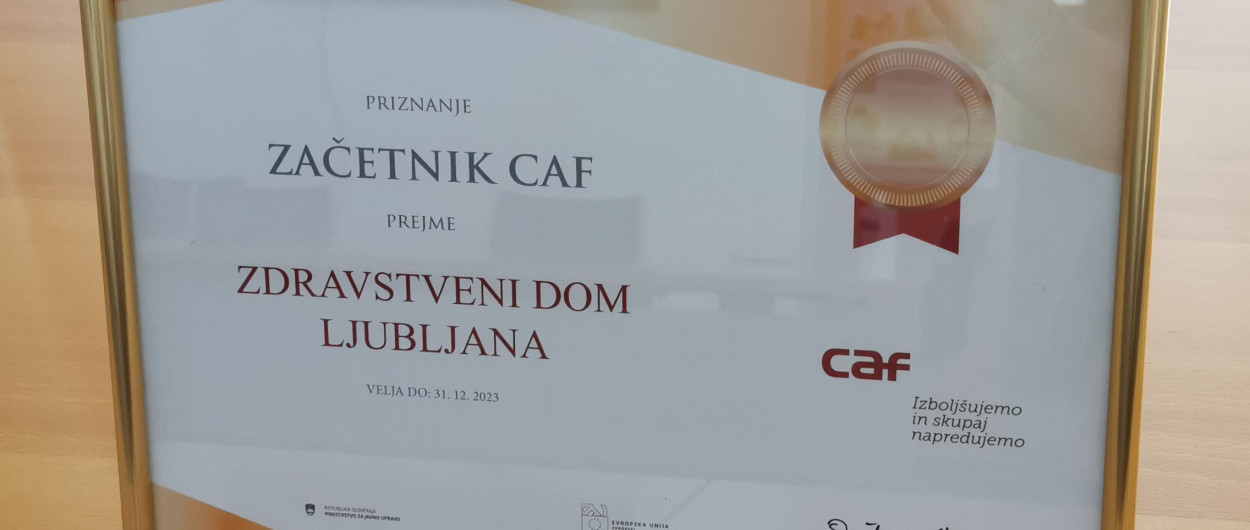 PRIZNANJE
ZAČETNIK CAF
PREJME
ZDRAVSTVENI DOM
LJUBLJANA
VELJA DO: 31. 12. 2023
caf
Izboljšujemo
in skupaj
napredujemo
REPUBLIKA SLOVENIJA
MINISTRSTVO ZA JAVNO UPRAVO
EVROPSKA UNIJA